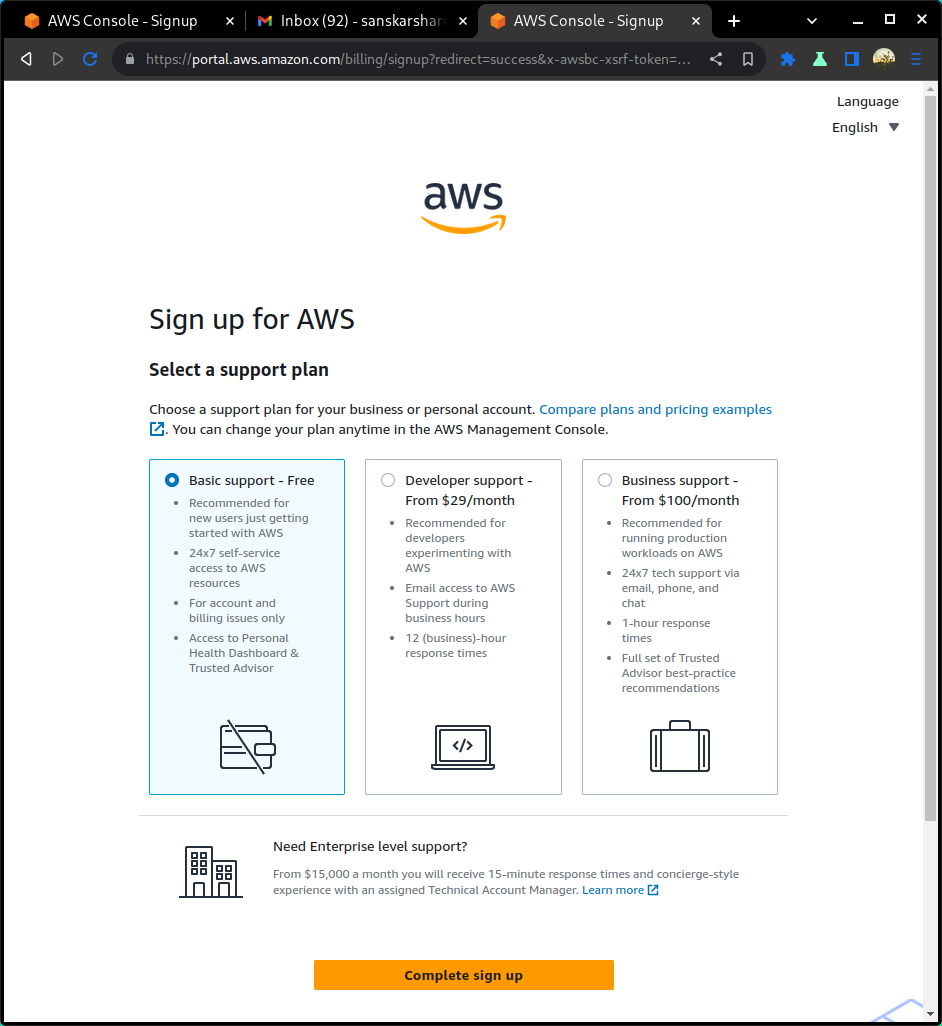 AWS Console - Signup
Inbox (92) - sanskarshar
AWS Console - Signup
https://portal.aws.amazon.com/billing/signup?redirect=success&x-awsbc-xsrf-token=...
Language
English
aws
Sign up for AWS
Select a support plan
Choose a support plan for your business or personal account. Compare plans and pricing examples
. You can change your plan anytime in the AWS Management Console.
Basic support - Free
• Recommended for
new users just getting
started with AWS
• 24x7 self-service
access to AWS
resources
• For account and
billing issues only
• Access to Personal
Health Dashboard &
Trusted Advisor
Developer support -
From $29/month
• Recommended for
developers
experimenting with
AWS
• Email access to AWS
Support during
business hours
• 12 (business)-hour
response times
</>
Business support -
From $100/month
• Recommended for
running production
workloads on AWS
• 24x7 tech support via
email, phone, and
chat
• 1-hour response
times
• Full set of Trusted
Advisor best-practice
recommendations
Need Enterprise level support?
From $15,000 a month you will receive 15-minute response times and concierge-style
experience with an assigned Technical Account Manager. Learn more
Complete sign up